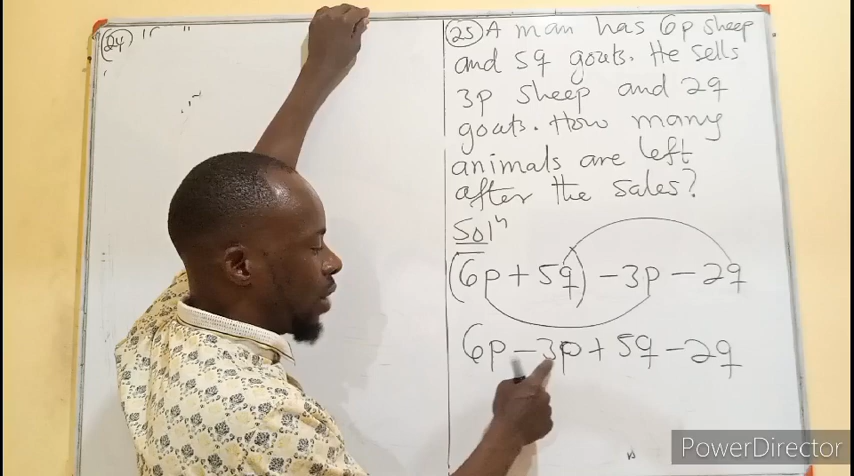 (24)
(25) A man has 6p sheep
and 5q goats. He sells
3p sheep and 2q
goats. How many
animals are left
after the sales?
Solⁿ
(6p + 5q) - 3p - 2q
6p - 3p + 5q - 2q
PowerDirector